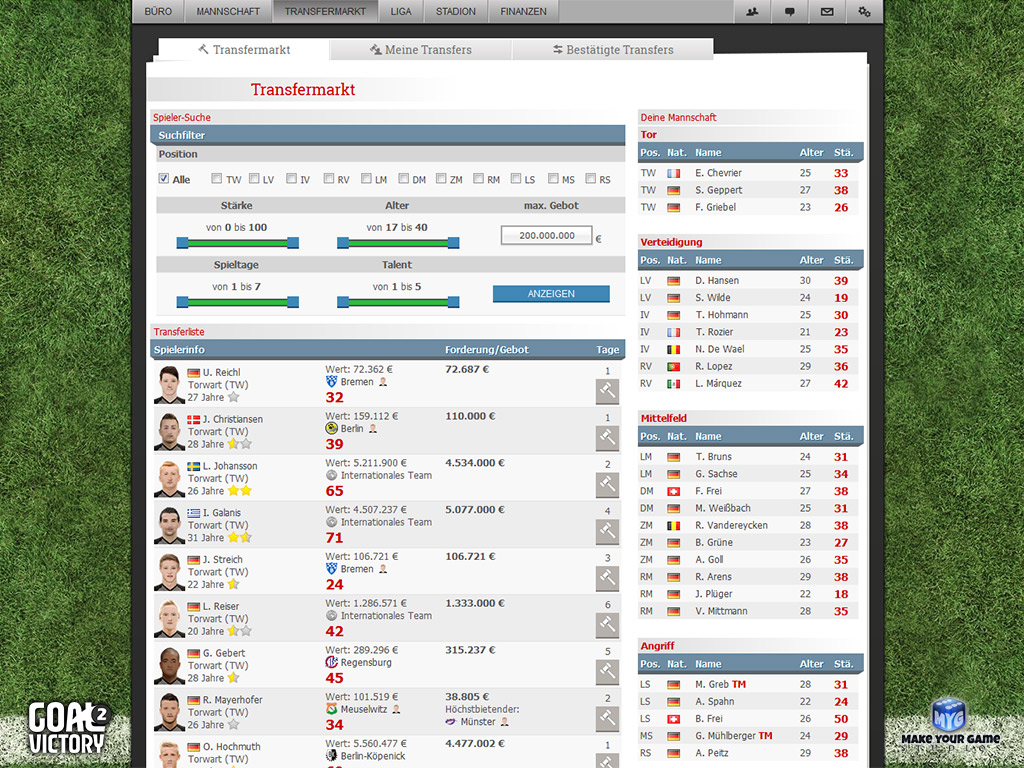 BÜRO MANNSCHAFT TRANSFERMARKT LIGA STADION FINANZEN
Transfermarkt Meine Transfers Bestätigte Transfers
Transfermarkt
Spieler-Suche
Suchfilter
Position
Alle TW LV IV RV LM DM ZM RM LS MS RS
Stärke Alter max. Gebot
von 0 bis 100 von 17 bis 40 200.000.000 €
Spieltage Talent
von 1 bis 7 von 1 bis 5 ANZEIGEN
Transferliste
Spielerinfo Forderung/Gebot Tage
U. Reichl Wert: 72.362 € 72.687 € 1
Torwart (TW) Bremen
27 Jahre 32
J. Christiansen Wert: 159.112 € 110.000 € 1
Torwart (TW) Berlin
28 Jahre 39
L. Johansson Wert: 5.211.900 € 4.534.000 € 2
Torwart (TW) Internationales Team
26 Jahre 65
I. Galanis Wert: 4.507.237 € 5.077.000 € 4
Torwart (TW) Internationales Team
31 Jahre 71
J. Streich Wert: 106.721 € 106.721 € 3
Torwart (TW) Bremen
22 Jahre 24
L. Reiser Wert: 1.286.571 € 1.333.000 € 6
Torwart (TW) Internationales Team
20 Jahre 42
G. Gebert Wert: 289.296 € 315.237 € 5
Torwart (TW) Regensburg
28 Jahre 45
R. Mayerhofer Wert: 101.519 € 38.805 € 2
Torwart (TW) Meuselwitz Höchstbietender:
26 Jahre 34 Münster
O. Hochmuth Wert: 5.560.477 € 4.477.002 € 1
Torwart (TW) Berlin-Köpenick
Deine Mannschaft
Tor
Pos. Nat. Name Alter Stä.
TW E. Chevrier 25 33
TW S. Geppert 27 38
TW F. Griebel 23 26
Verteidigung
Pos. Nat. Name Alter Stä.
LV D. Hansen 30 39
LV S. Wilde 24 19
IV T. Hohmann 25 30
IV T. Rozier 21 23
IV N. De Wael 25 35
RV R. Lopez 29 36
RV L. Márquez 27 42
Mittelfeld
Pos. Nat. Name Alter Stä.
LM T. Bruns 24 31
LM G. Sachse 25 34
DM F. Frei 27 38
DM M. Weißbach 25 31
ZM R. Vandereycken 28 38
ZM B. Grüne 23 27
ZM A. Goll 26 35
RM R. Arens 29 38
RM J. Plüger 22 18
RM V. Mittmann 28 35
Angriff
Pos. Nat. Name Alter Stä.
LS M. Greb TM 28 31
LS A. Spahn 22 24
LS B. Frei 26 50
MS G. Mühlberger TM 24 29
RS A. Peitz 29 38
GOAL 2
VICTORY
MYG
MAKE YOUR GAME
STUDIOS